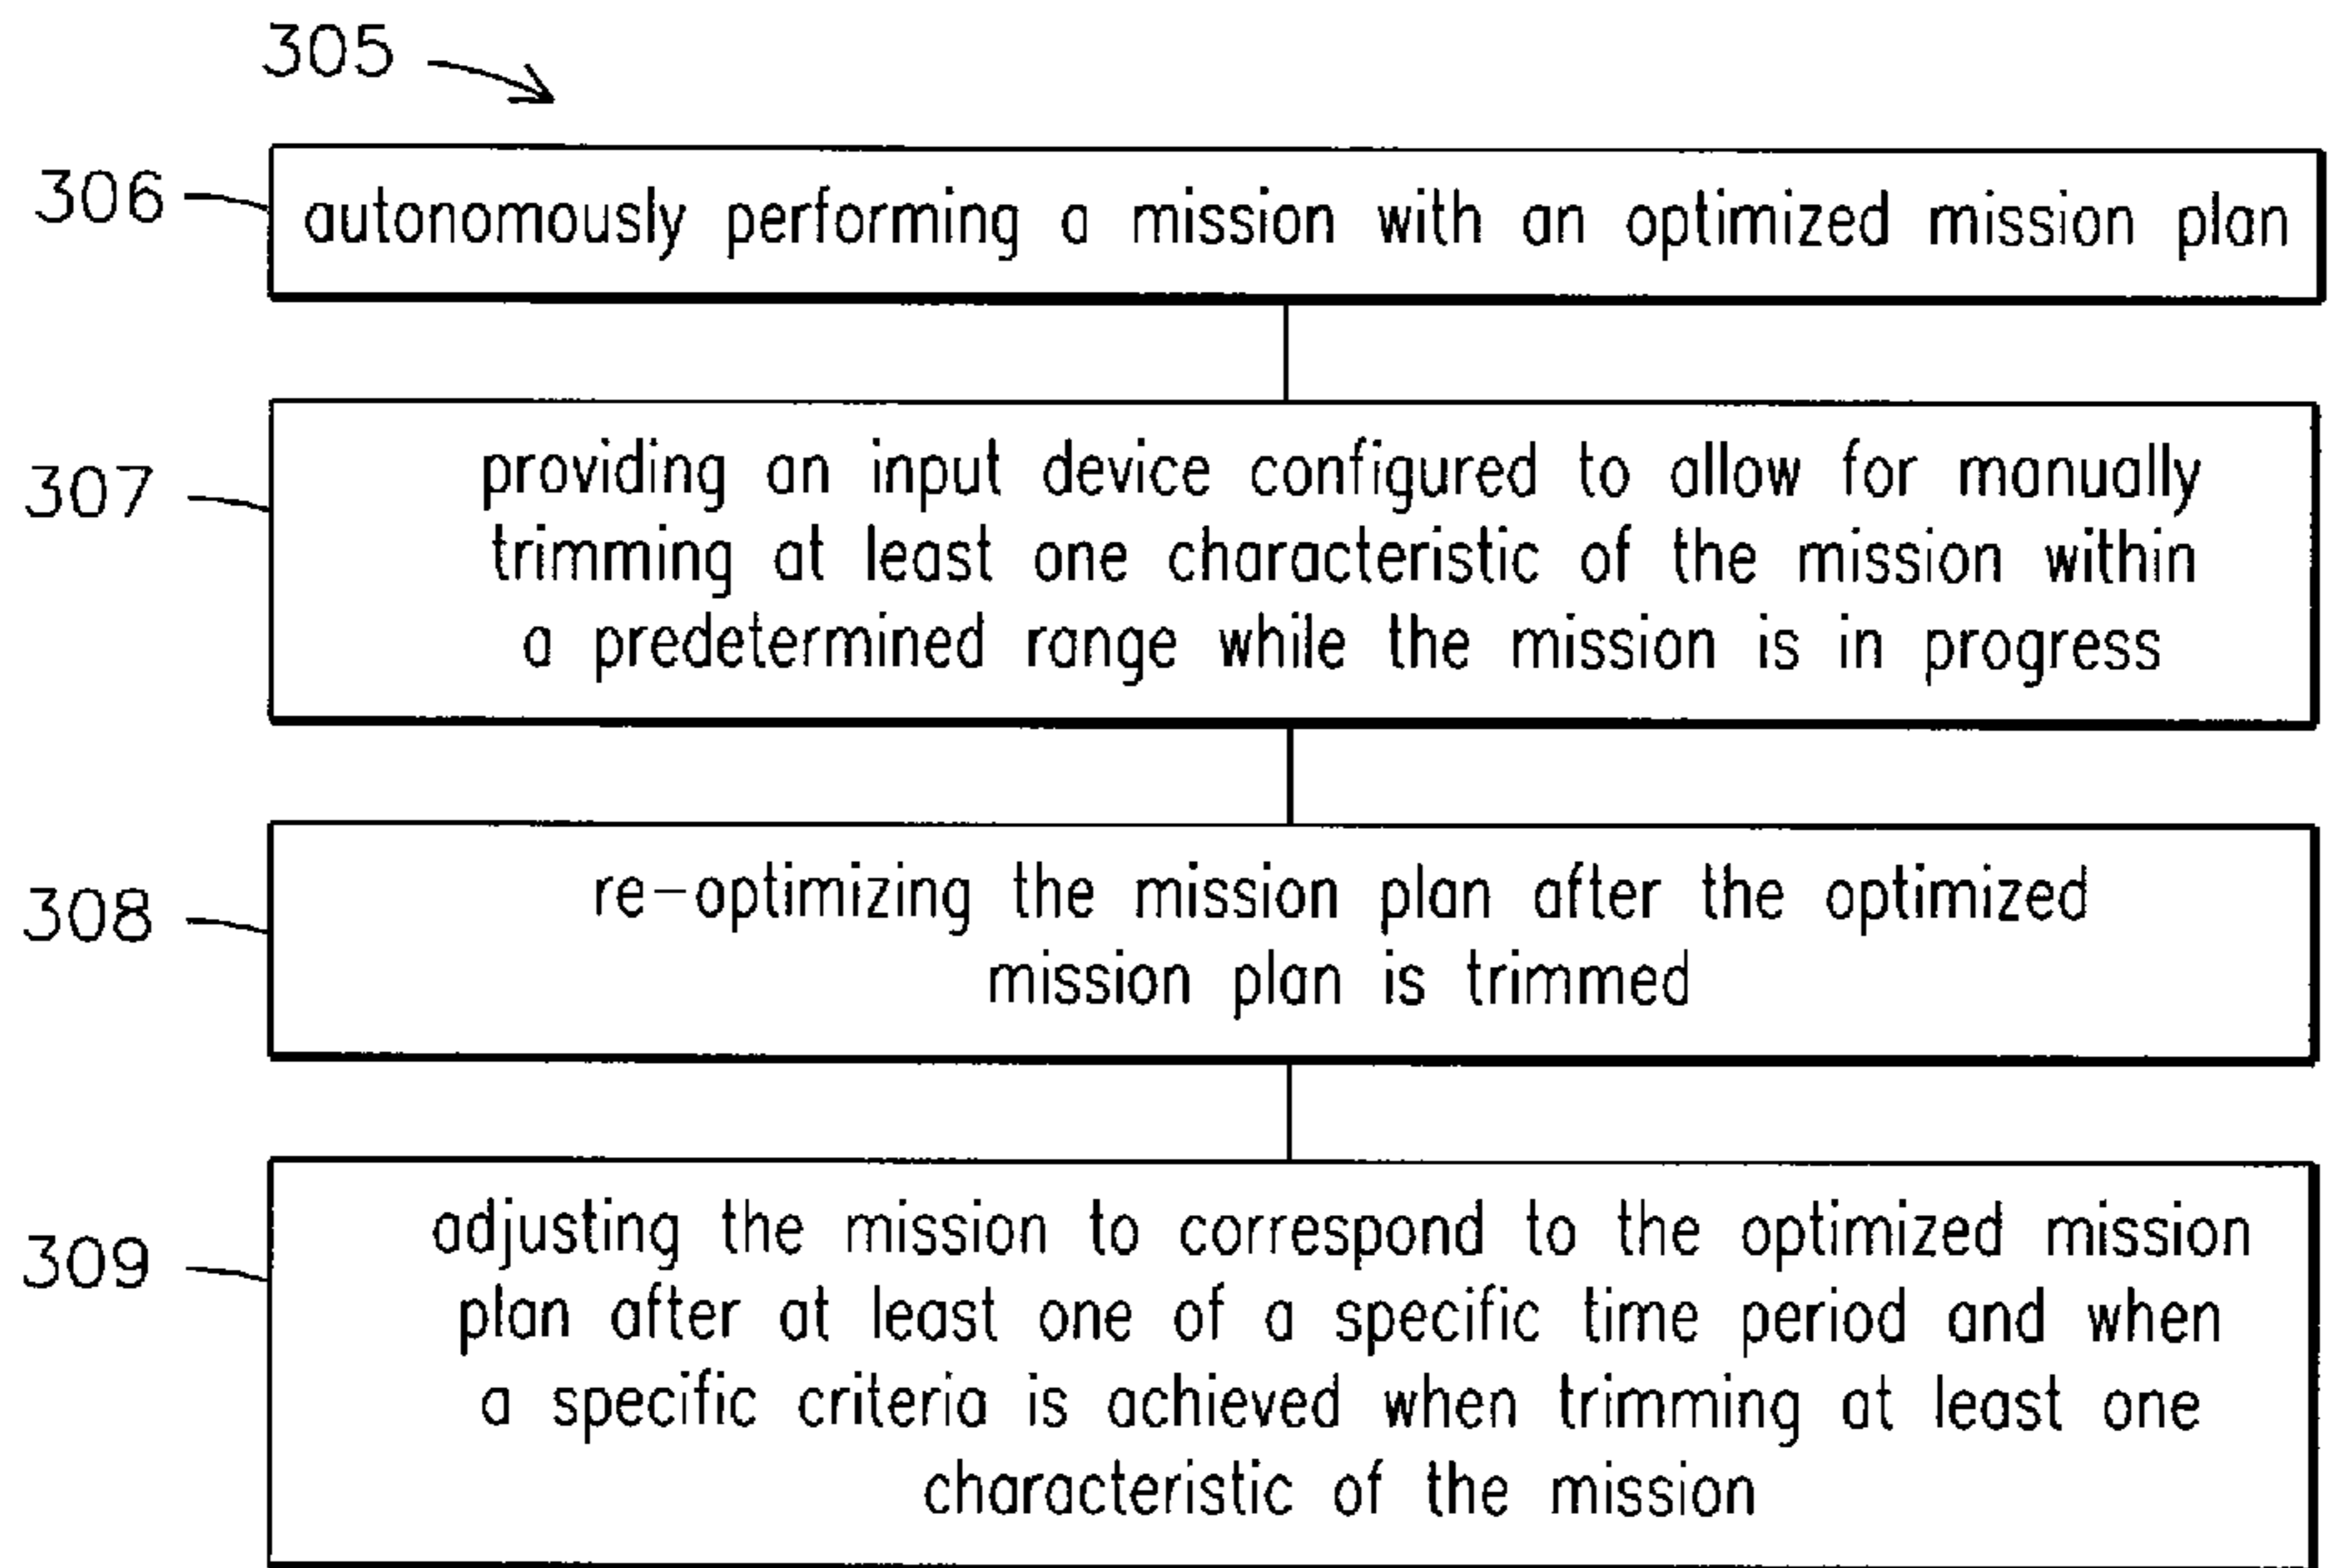 305
306
autonomously performing a mission with an optimized mission plan
307
providing an input device configured to allow for manually
trimming at least one characteristic of the mission within
a predetermined range while the mission is in progress
308
re-optimizing the mission plan after the optimized
mission plan is trimmed
309
adjusting the mission to correspond to the optimized mission
plan after at least one of a specific time period and when
a specific criteria is achieved when trimming at least one
characteristic of the mission